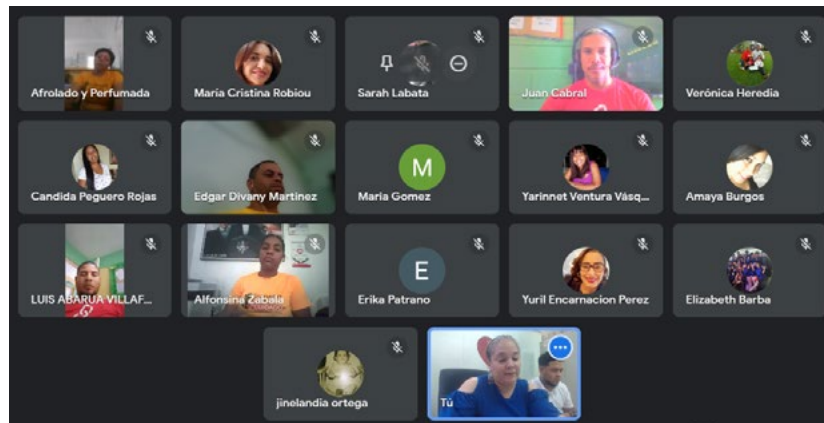 Afrolado y Perfumada
María Cristina Robiou
Sarah Labata
Juan Cabral
Verónica Heredia
Candida Peguero Rojas
Edgar Divany Martinez
M
Maria Gomez
Yarinnet Ventura Vásq...
Amaya Burgos
LUIS ABARUA VILLAF...
Alfonsina Zabala
E
Erika Patrano
Yuril Encarnacion Perez
Elizabeth Barba
jinelandia ortega
Tú